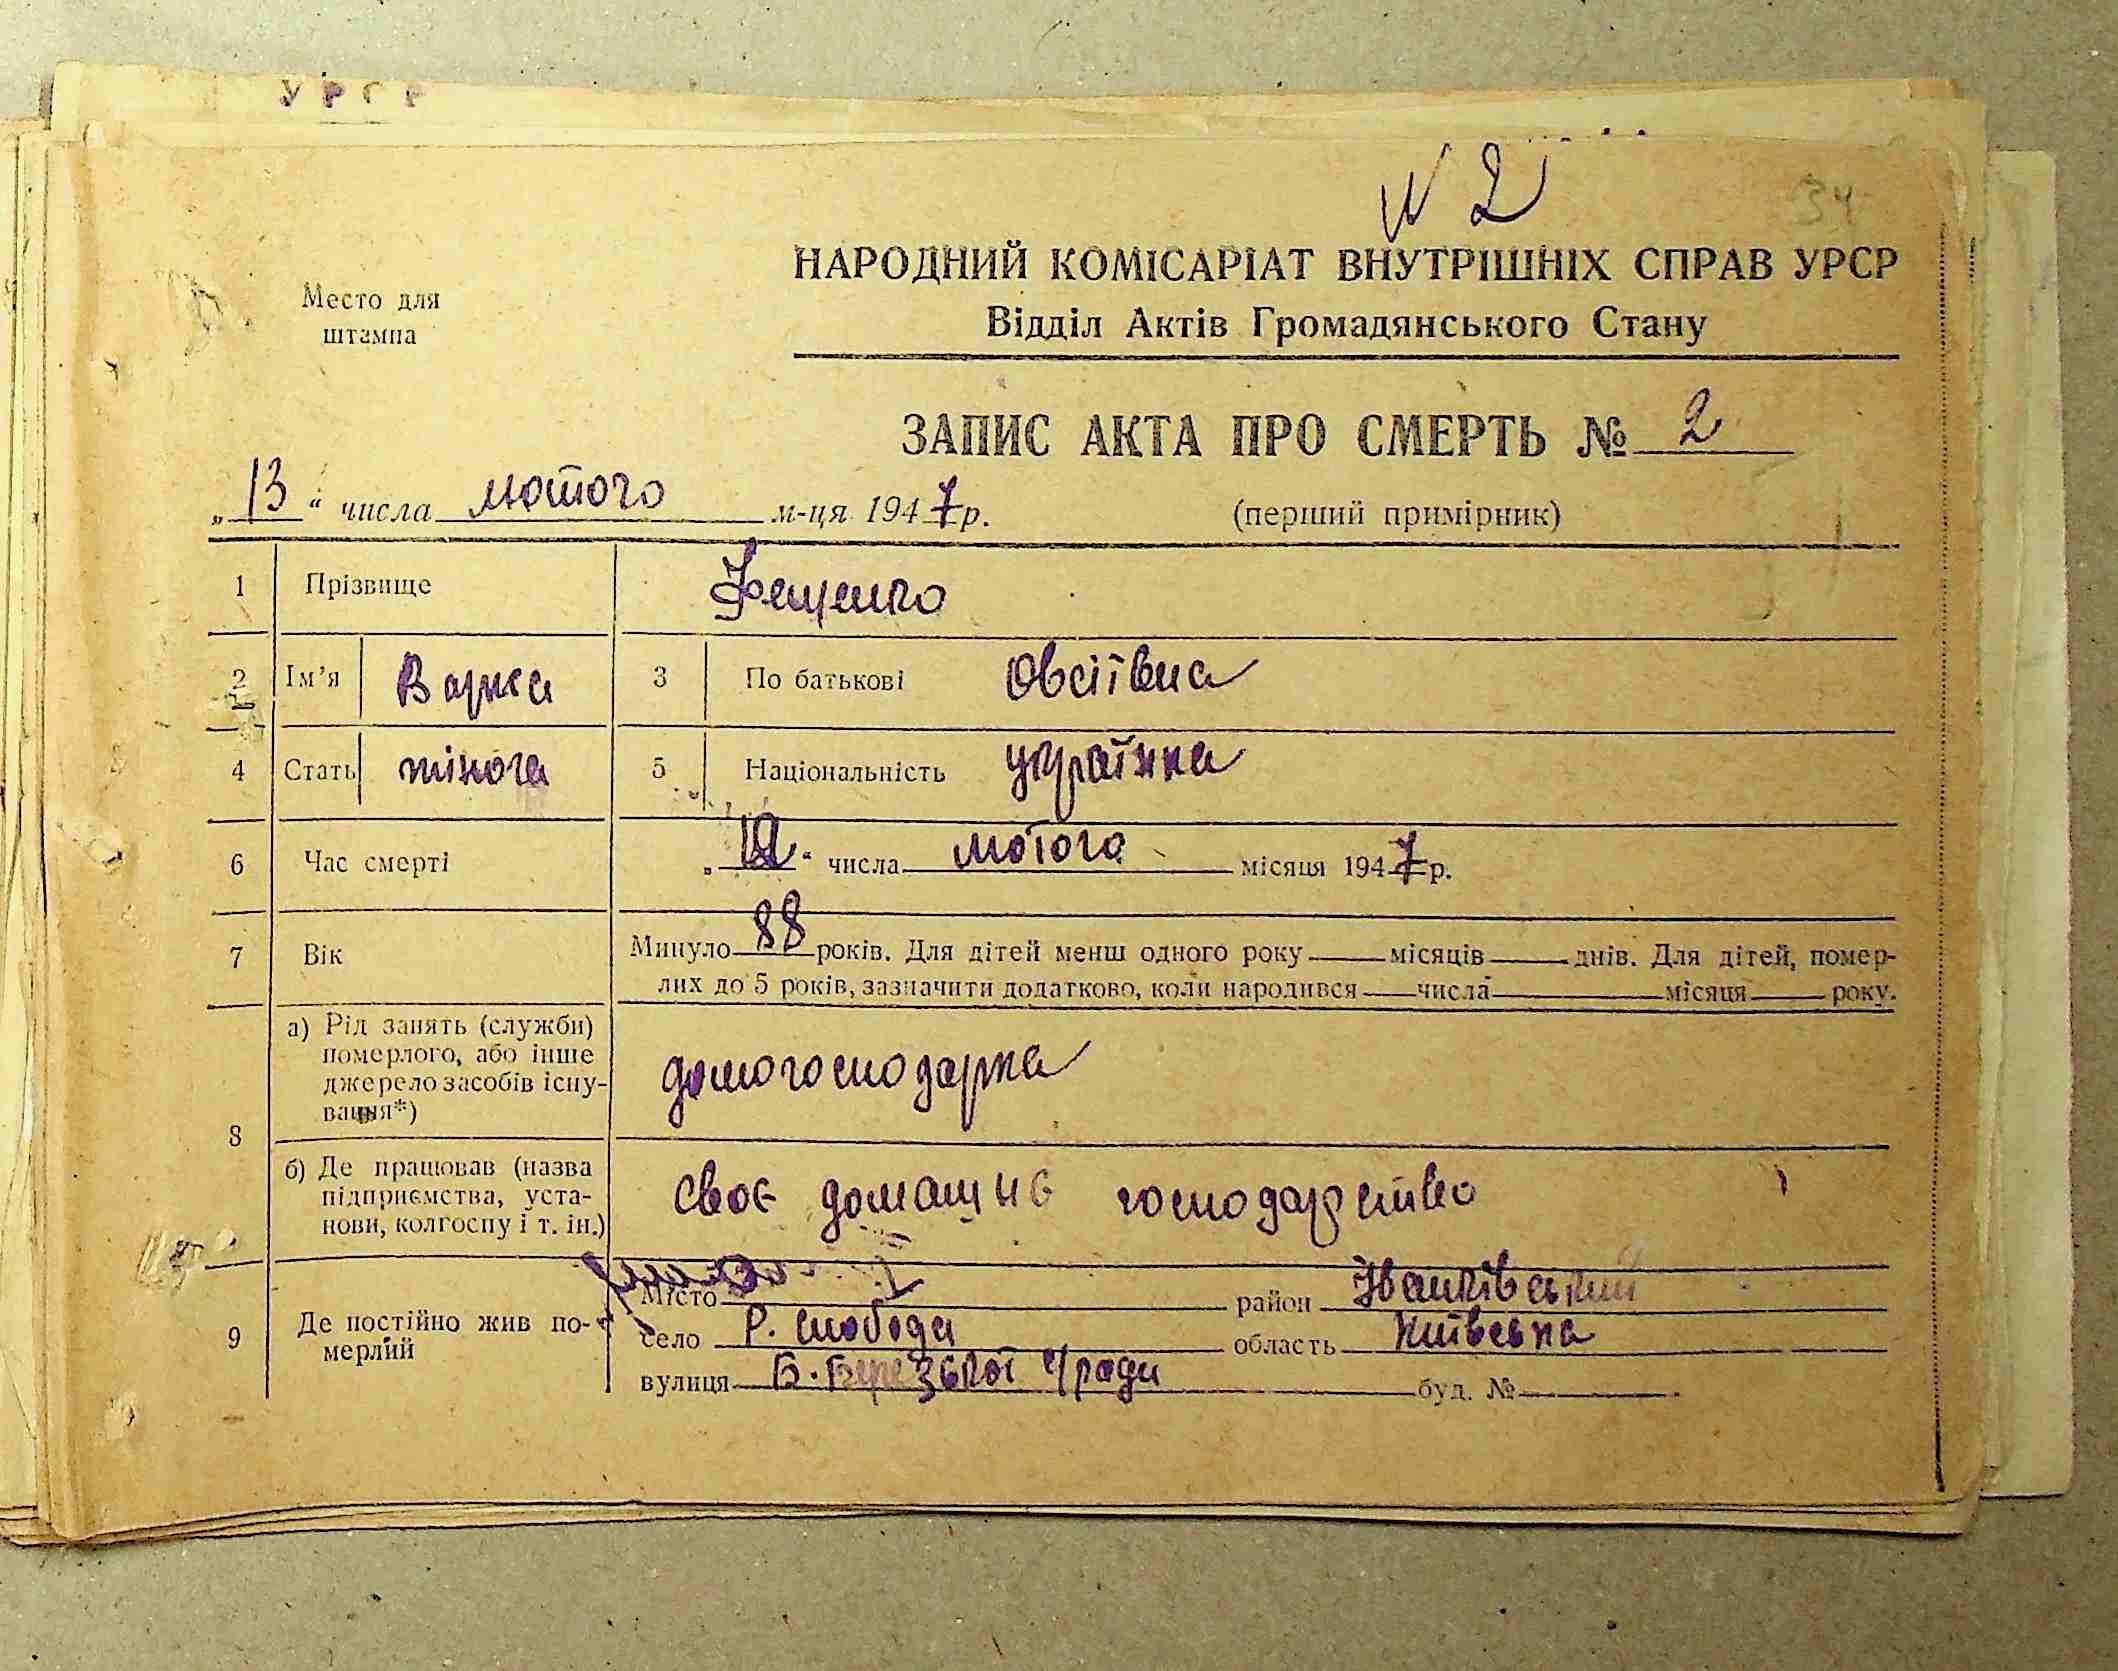 УРСР
№ 2
34
Место для
штампа
НАРОДНИЙ КОМІСАРІАТ ВНУТРІШНІХ СПРАВ УРСР
Відділ Актів Громадянського Стану
ЗАПИС АКТА ПРО СМЕРТЬ № 2
„13“ числа лютого м-ця 1947 р. (перший примірник)
1 Прізвище Фещенко
2 Ім’я Варка 3 По батькові Овсіївна
4 Стать жіноча 5 Національність українка
6 Час смерті „12“ числа лютого місяця 1947 р.
7 Вік Минуло 88 років. Для дітей менш одного року місяців днів. Для дітей, помер-
лих до 5 років, зазначити додатково, коли народився числа місяця року.
8 а) Рід занять (служби)
померлого, або інше
джерело засобів існу-
вання*) домогосподарка
б) Де працював (назва
підприємства, уста-
нови, колгоспу і т. ін.) своє домашнє господарство
9 Де постійно жив по-
мерлий
Місто район Іванківський
село Р. слобода область Київська
вулиця буд. №